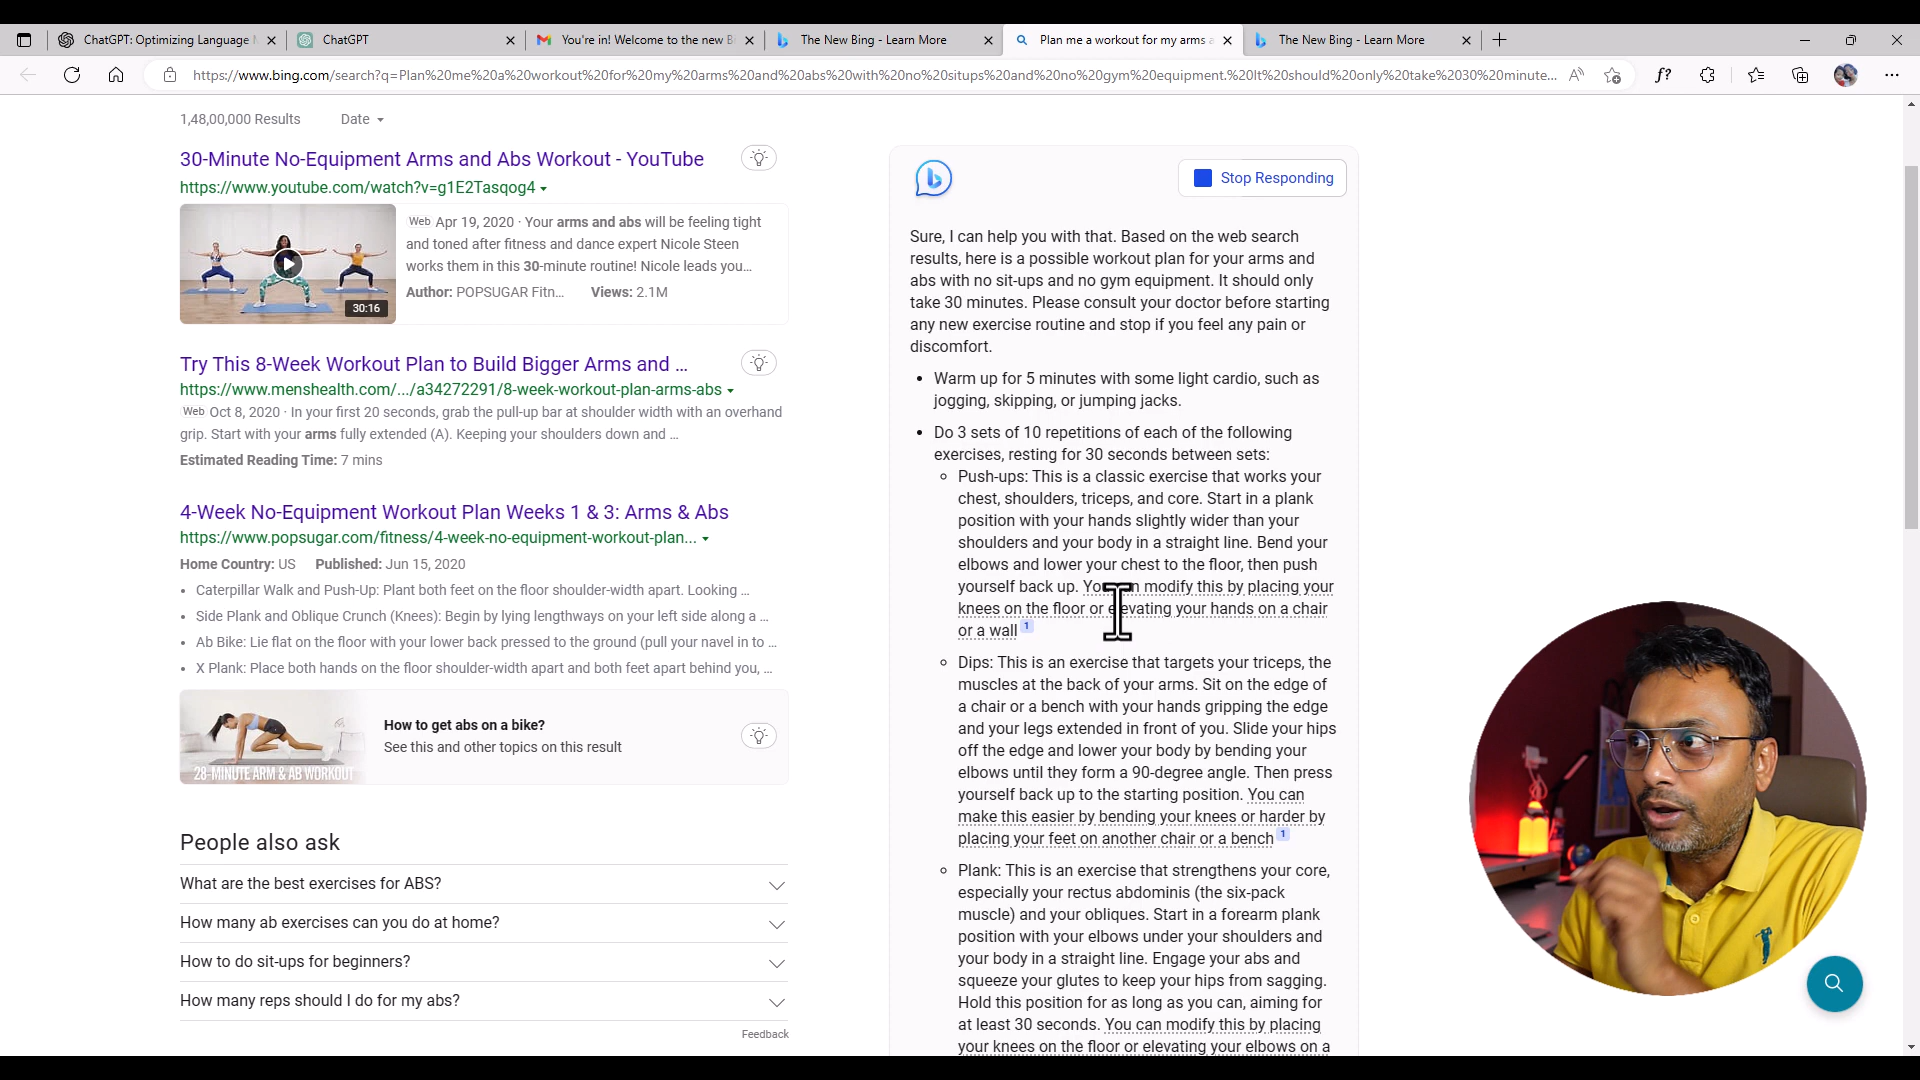 ChatGPT: Optimizing Language
ChatGPT
You're in! Welcome to the new B
The New Bing - Learn More
Plan me a workout for my arms a
The New Bing - Learn More
https://www.bing.com/search?q=Plan%20me%20a%20workout%20for%20my%20arms%20and%20abs%20with%20no%20situps%20and%20no%20gym%20equipment.%20It%20should%20only%20take%2030%20minute...
1,48,00,000 Results
Date
30-Minute No-Equipment Arms and Abs Workout - YouTube
https://www.youtube.com/watch?v=g1E2Tasqog4
Web Apr 19, 2020 · Your arms and abs will be feeling tight
and toned after fitness and dance expert Nicole Steen
works them in this 30-minute routine! Nicole leads you...
Author: POPSUGAR Fitn... Views: 2.1M
30:16
Try This 8-Week Workout Plan to Build Bigger Arms and ...
https://www.menshealth.com/.../a34272291/8-week-workout-plan-arms-abs
Web Oct 8, 2020 · In your first 20 seconds, grab the pull-up bar at shoulder width with an overhand
grip. Start with your arms fully extended (A). Keeping your shoulders down and ...
Estimated Reading Time: 7 mins
4-Week No-Equipment Workout Plan Weeks 1 & 3: Arms & Abs
https://www.popsugar.com/fitness/4-week-no-equipment-workout-plan...
Home Country: US Published: Jun 15, 2020
• Caterpillar Walk and Push-Up: Plant both feet on the floor shoulder-width apart. Looking ...
• Side Plank and Oblique Crunch (Knees): Begin by lying lengthways on your left side along a ...
• Ab Bike: Lie flat on the floor with your lower back pressed to the ground (pull your navel in to ...
• X Plank: Place both hands on the floor shoulder-width apart and both feet apart behind you, ...
28-MINUTE ARM & AB WORKOUT
How to get abs on a bike?
See this and other topics on this result
People also ask
What are the best exercises for ABS?
How many ab exercises can you do at home?
How to do sit-ups for beginners?
How many reps should I do for my abs?
Feedback
Stop Responding
Sure, I can help you with that. Based on the web search
results, here is a possible workout plan for your arms and
abs with no sit-ups and no gym equipment. It should only
take 30 minutes. Please consult your doctor before starting
any new exercise routine and stop if you feel any pain or
discomfort.
• Warm up for 5 minutes with some light cardio, such as
jogging, skipping, or jumping jacks.
• Do 3 sets of 10 repetitions of each of the following
exercises, resting for 30 seconds between sets:
Push-ups: This is a classic exercise that works your
chest, shoulders, triceps, and core. Start in a plank
position with your hands slightly wider than your
shoulders and your body in a straight line. Bend your
elbows and lower your chest to the floor, then push
yourself back up. You can modify this by placing your
knees on the floor or elevating your hands on a chair
or a wall 1
Dips: This is an exercise that targets your triceps, the
muscles at the back of your arms. Sit on the edge of
a chair or a bench with your hands gripping the edge
and your legs extended in front of you. Slide your hips
off the edge and lower your body by bending your
elbows until they form a 90-degree angle. Then press
yourself back up to the starting position. You can
make this easier by bending your knees or harder by
placing your feet on another chair or a bench 1
Plank: This is an exercise that strengthens your core,
especially your rectus abdominis (the six-pack
muscle) and your obliques. Start in a forearm plank
position with your elbows under your shoulders and
your body in a straight line. Engage your abs and
squeeze your glutes to keep your hips from sagging.
Hold this position for as long as you can, aiming for
at least 30 seconds. You can modify this by placing
your knees on the floor or elevating your elbows on a